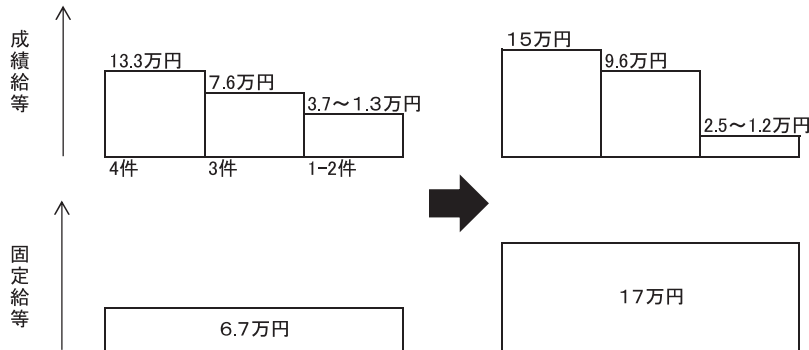 成績給等
13.3万円
7.6万円
3.7～1.3万円
4件
3件
1-2件
15万円
9.6万円
2.5～1.2万円
固定給等
6.7万円
17万円